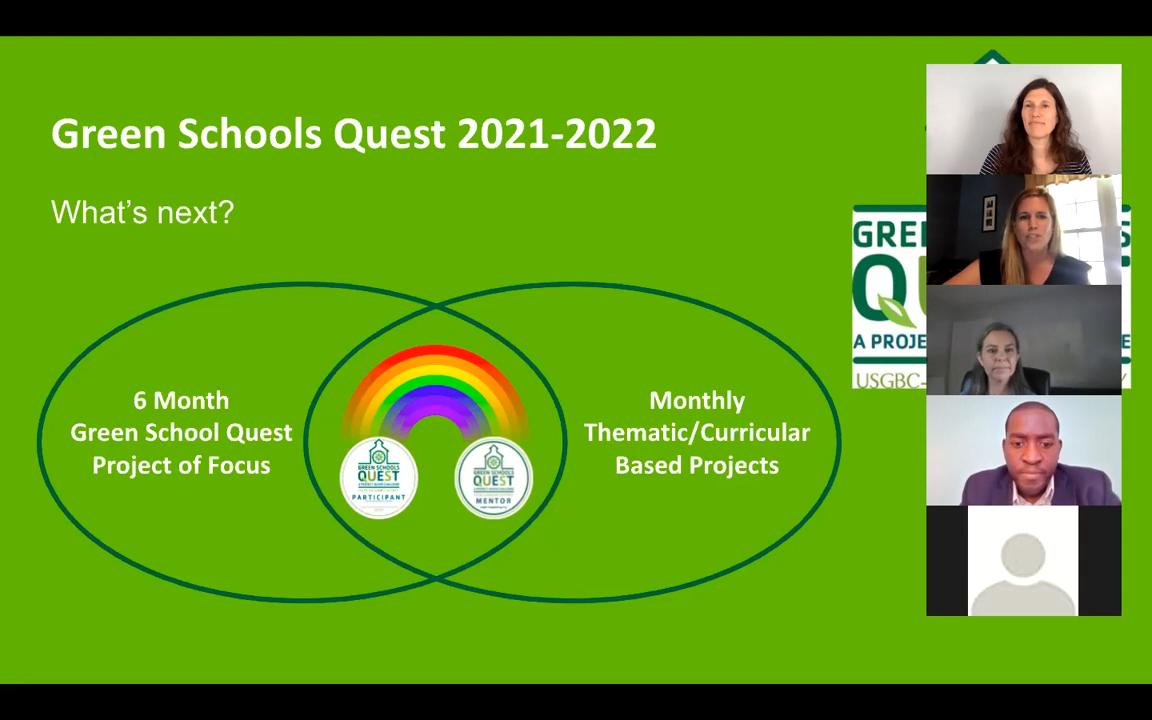 Green Schools Quest 2021-2022
What's next?
6 Month
Green School Quest
Project of Focus
GREEN SCHOOLS
QUEST
PARTICIPANT
GREEN SCHOOLS
QUEST
MENTOR
Monthly
Thematic/Curricular
Based Projects
GREE
S
QU
A PROJE
E
USGBC-